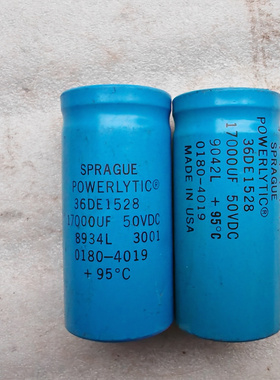 SPRAGUE
POWERLYTIC®
36DE1528
17000UF 50VDC
8934L 3001
0180-4019
+95°C
SPRAGUE
POWERLYTIC®
36DE1528
17000UF 50VDC
9042L +95°C
0180-4019
MADE IN USA